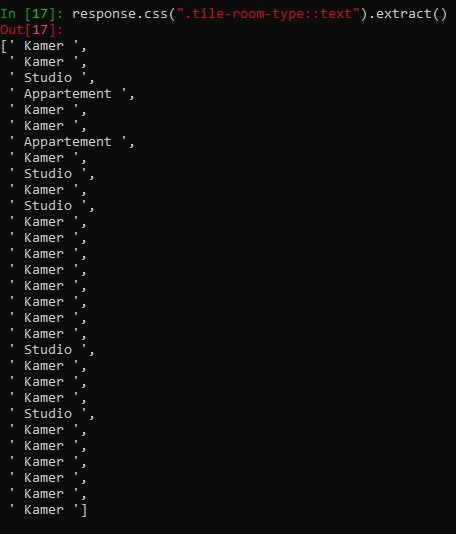 In [17]: response.css(".tile-room-type::text").extract()
Out[17]:
[' Kamer ',
 ' Kamer ',
 ' Studio ',
 ' Appartement ',
 ' Kamer ',
 ' Kamer ',
 ' Appartement ',
 ' Kamer ',
 ' Studio ',
 ' Kamer ',
 ' Studio ',
 ' Kamer ',
 ' Kamer ',
 ' Kamer ',
 ' Kamer ',
 ' Kamer ',
 ' Kamer ',
 ' Kamer ',
 ' Kamer ',
 ' Studio ',
 ' Kamer ',
 ' Kamer ',
 ' Kamer ',
 ' Studio ',
 ' Kamer ',
 ' Kamer ',
 ' Kamer ',
 ' Kamer ',
 ' Kamer ',
 ' Kamer ']